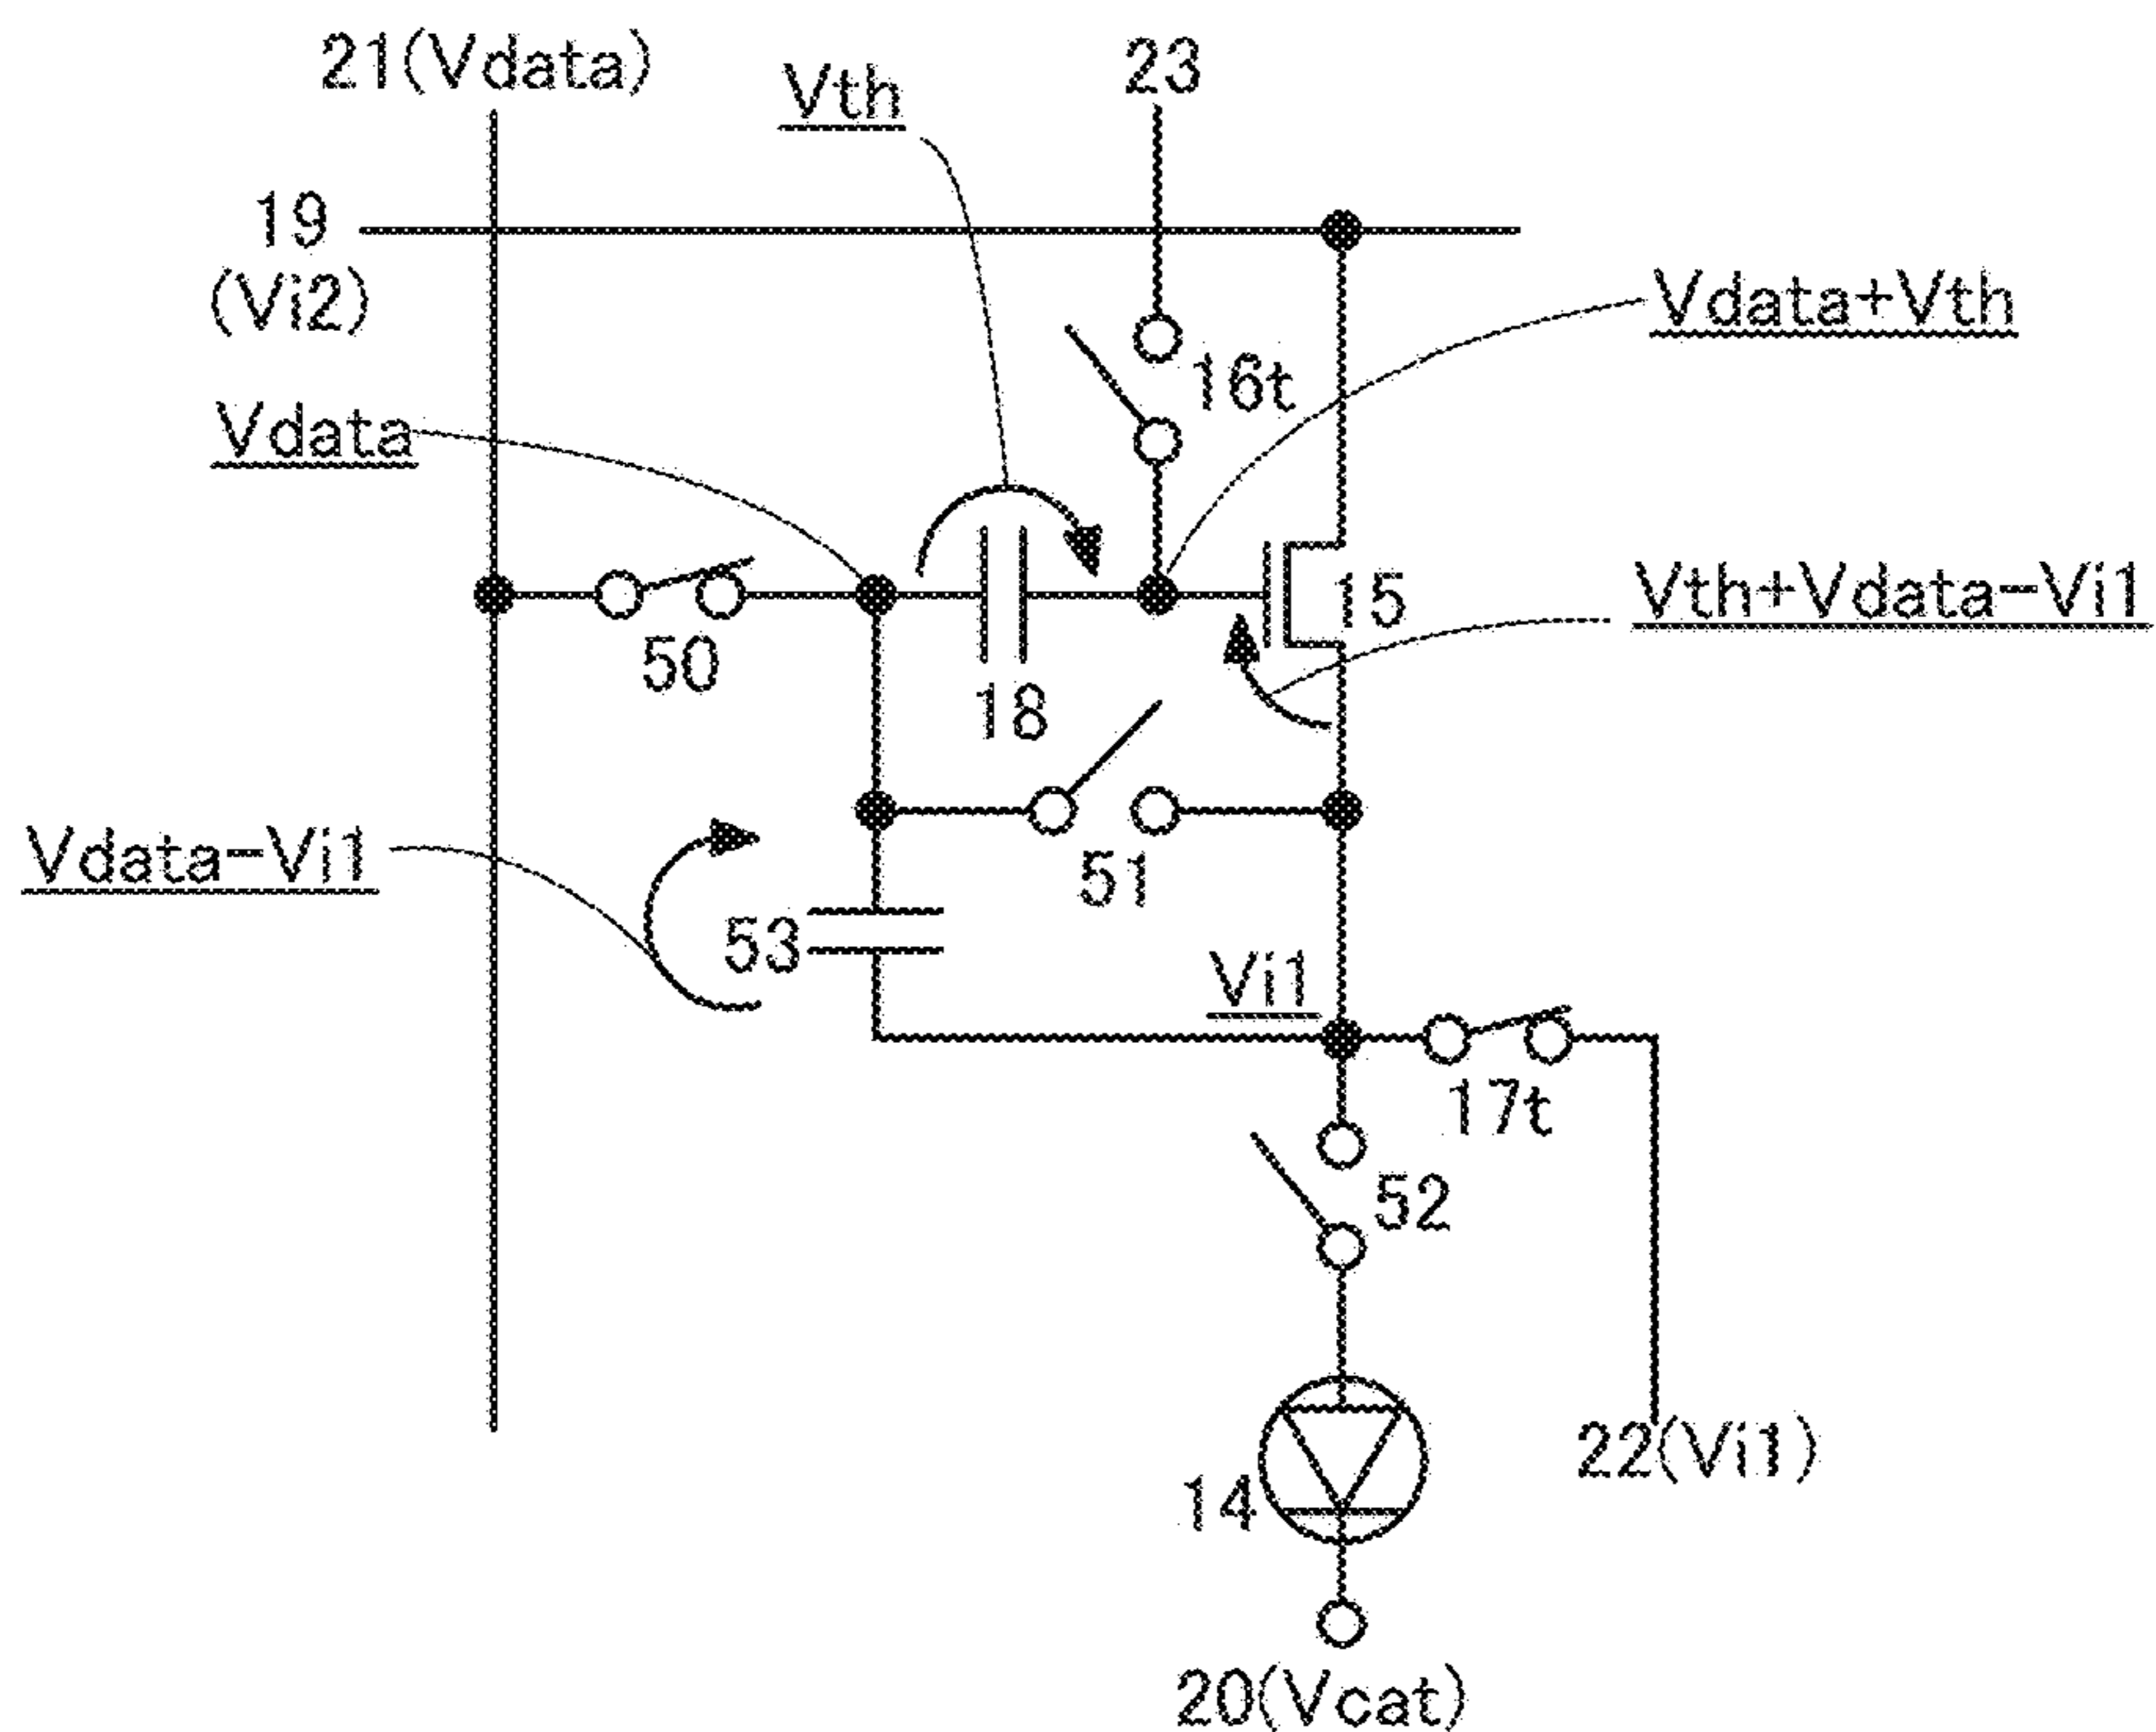 21(Vdata)
Vth
23
19
(Vi2)
Vdata+Vth
16t
Vdata
15
Vth+Vdata-Vi1
50
18
Vdata-Vi1
51
53
Vi1
17t
52
14
22(Vi1)
20(Vcat)